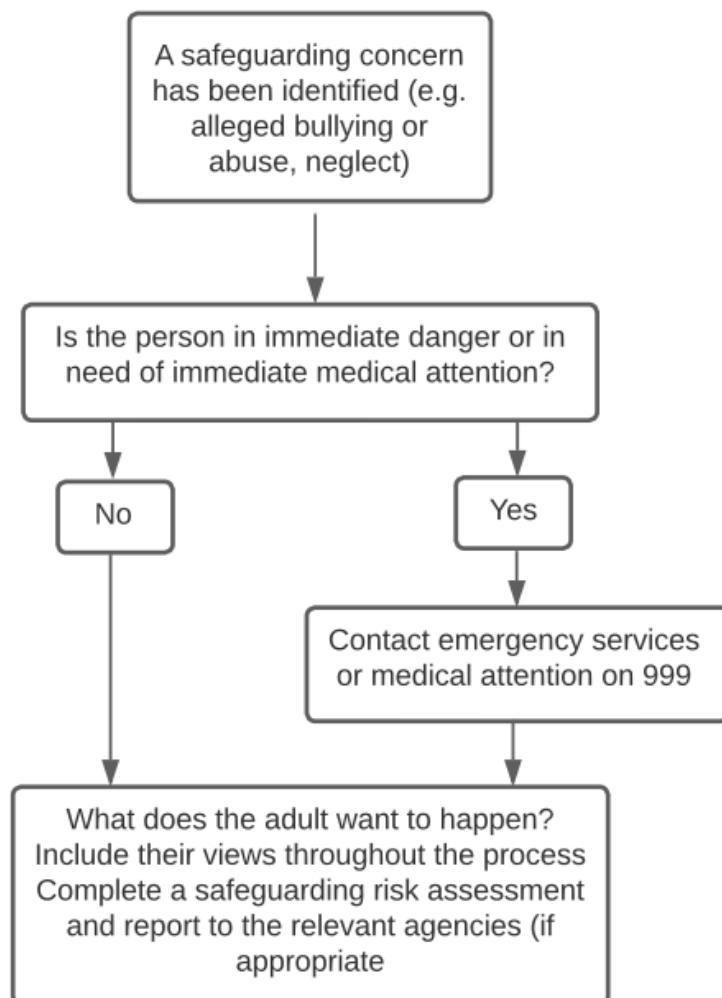 A safeguarding concern
has been identified (e.g.
alleged bullying or
abuse, neglect)
Is the person in immediate danger or in
need of immediate medical attention?
No
Yes
Contact emergency services
or medical attention on 999
What does the adult want to happen?
Include their views throughout the process
Complete a safeguarding risk assessment
and report to the relevant agencies (if
appropriate